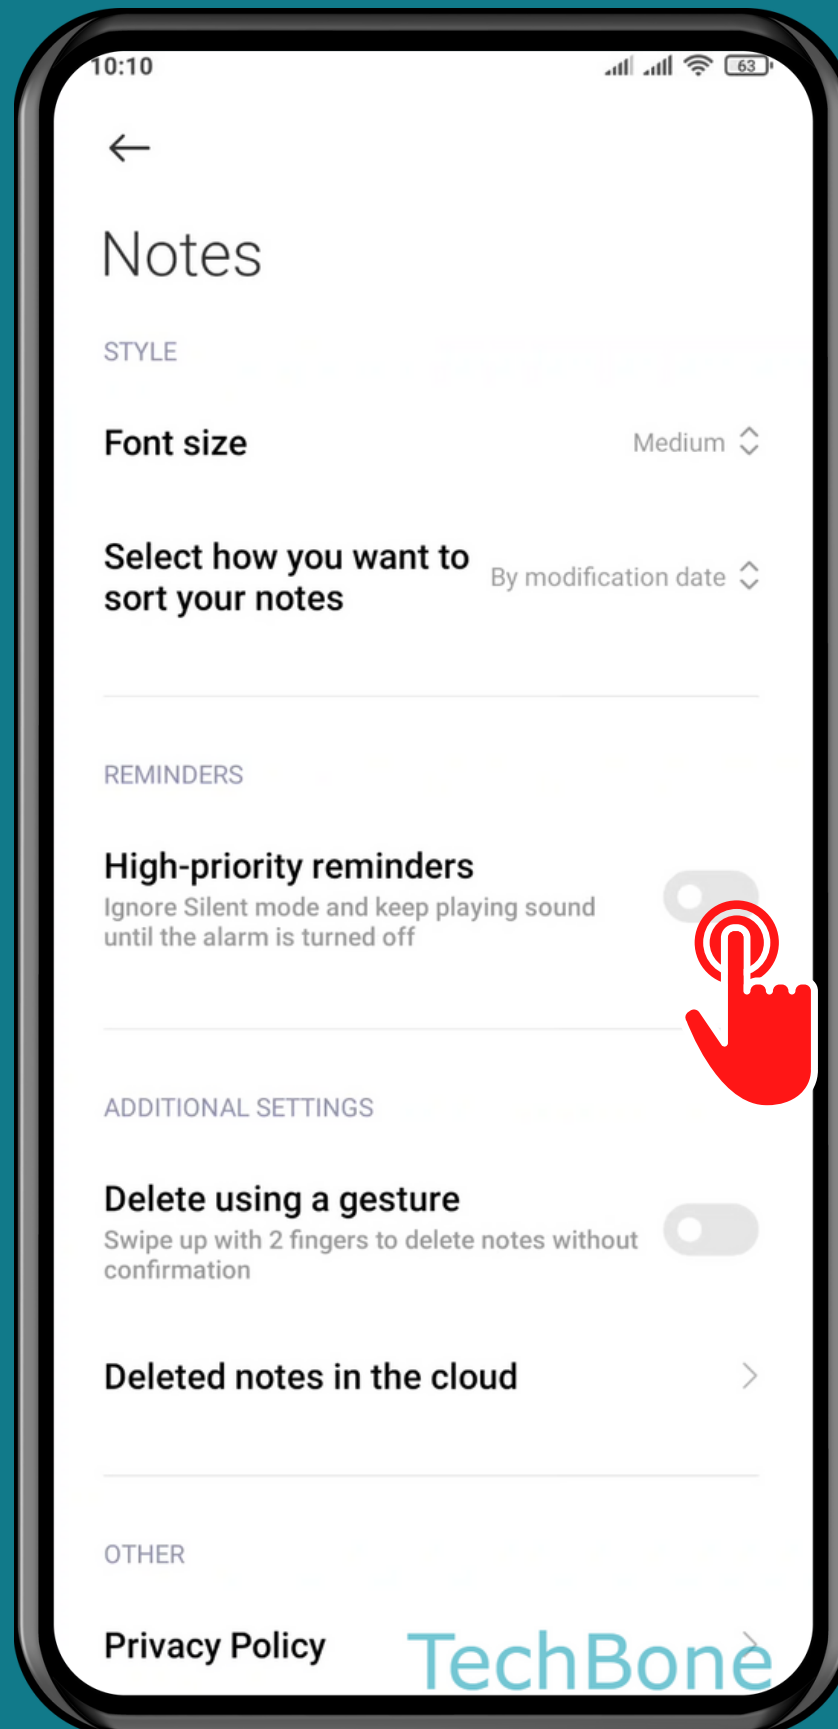 10:10
63
Notes
STYLE
Font size
Medium
Select how you want to
sort your notes
By modification date
REMINDERS
High-priority reminders
Ignore Silent mode and keep playing sound
until the alarm is turned off
ADDITIONAL SETTINGS
Delete using a gesture
Swipe up with 2 fingers to delete notes without
confirmation
Deleted notes in the cloud
OTHER
Privacy Policy
TechBone